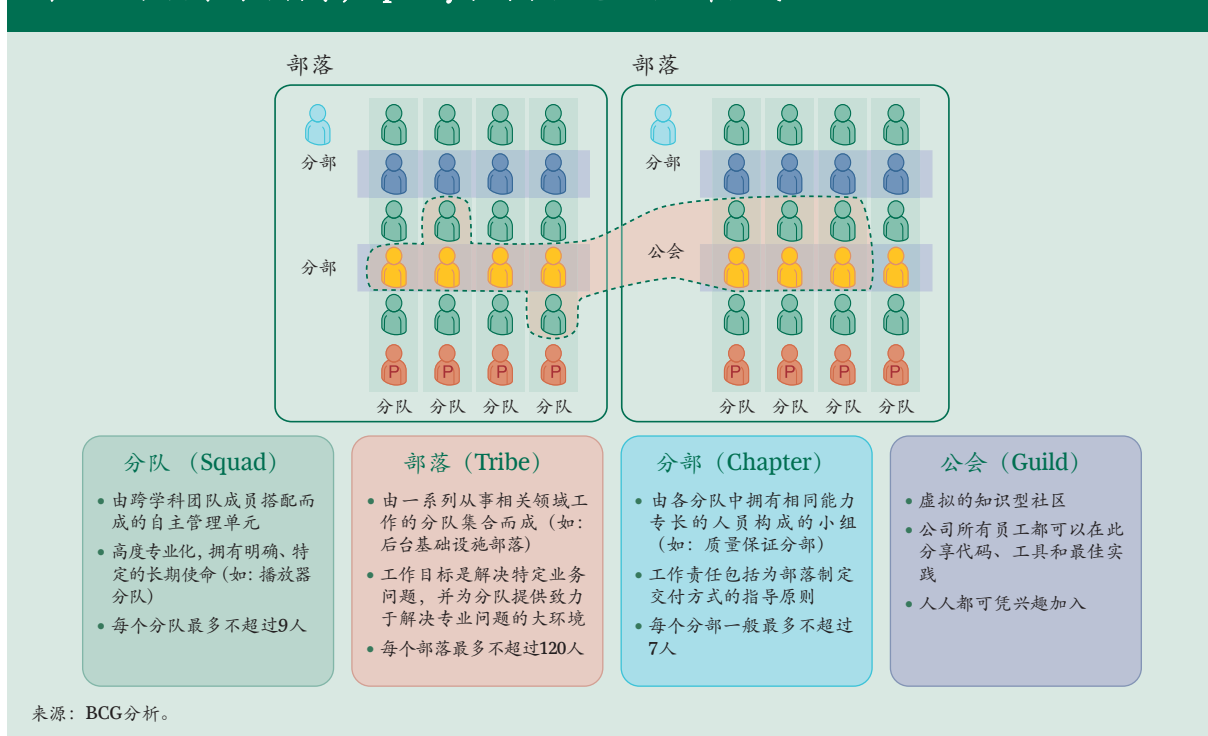 部落
部落
分部
分部
分部
公会
P P P P
P P P P
分队 分队 分队 分队
分队 分队 分队 分队
分队（Squad）
• 由跨学科团队成员搭配而
成的自主管理单元
• 高度专业化，拥有明确、特
定的长期使命（如：播放器
分队）
• 每个分队最多不超过9人
部落（Tribe）
• 由一系列从事相关领域工
作的分队集合而成（如：
后台基础设施部落）
• 工作目标是解决特定业务
问题，并为分队提供致力
于解决专业问题的大环境
• 每个部落最多不超过120人
分部（Chapter）
• 由各分队中拥有相同能力
专长的人员构成的小组
（如：质量保证分部）
• 工作责任包括为部落制定
交付方式的指导原则
• 每个分部一般最多不超过
7人
公会（Guild）
• 虚拟的知识型社区
• 公司所有员工都可以在此
分享代码、工具和最佳实
践
• 人人都可凭兴趣加入
来源：BCG分析。